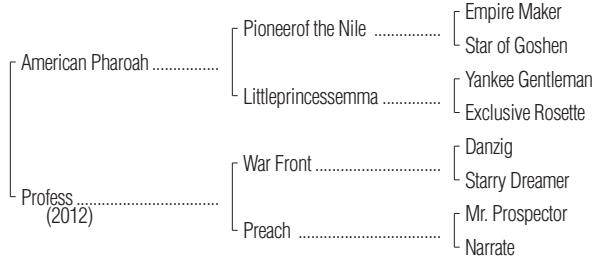 Empire Maker
Pioneerof the Nile ................
Star of Goshen
American Pharoah ................
Yankee Gentleman
Littleprincessemma ..............
Exclusive Rosette
Danzig
War Front ..............................
Starry Dreamer
Profess ..................................
(2012)
Mr. Prospector
Preach ..................................
Narrate